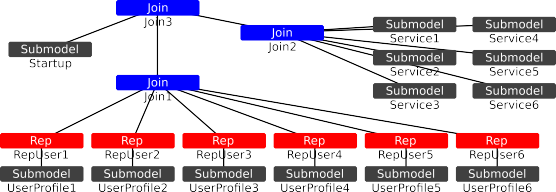 Join
Join3
Submodel
Service1
Submodel
Service4
Join
Join2
Submodel
Startup
Submodel
Service2
Submodel
Service5
Join
Join1
Submodel
Service3
Submodel
Service6
Rep
RepUser1
Rep
RepUser2
Rep
RepUser3
Rep
RepUser4
Rep
RepUser5
Rep
RepUser6
Submodel
UserProfile1
Submodel
UserProfile2
Submodel
UserProfile3
Submodel
UserProfile4
Submodel
UserProfile5
Submodel
UserProfile6